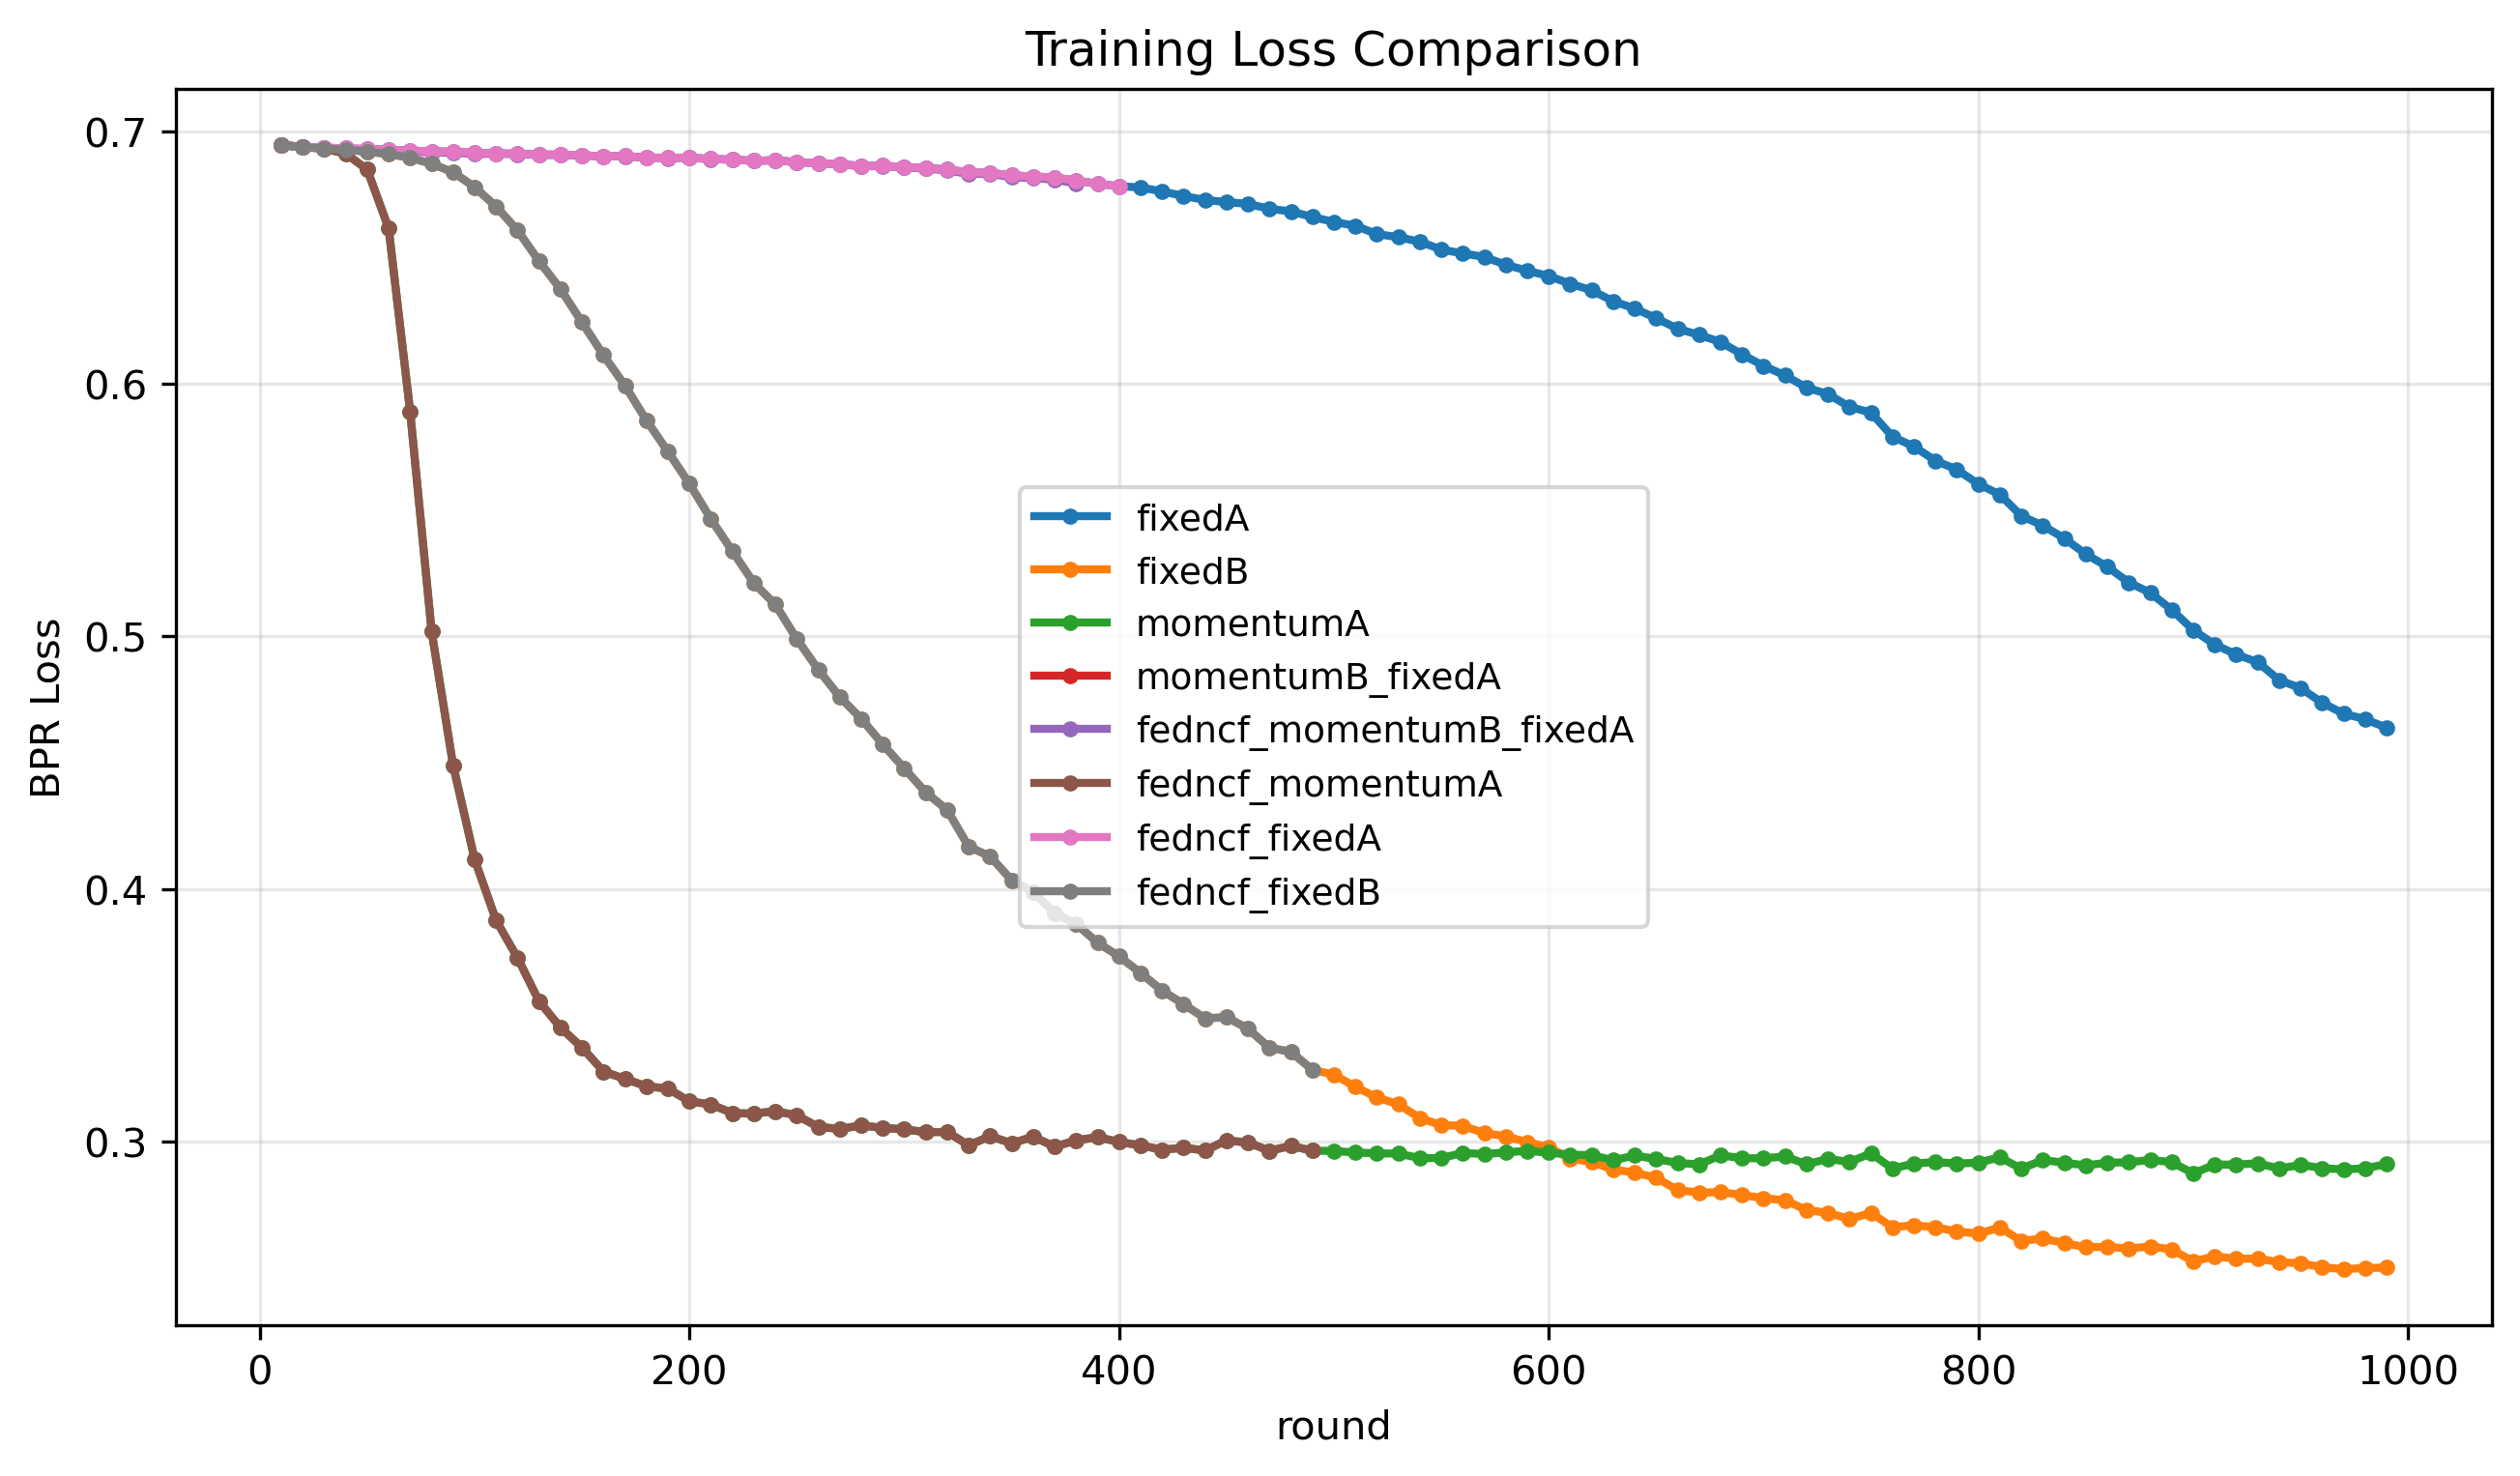 Training Loss Comparison
0.7
0.6
0.5
0.4
0.3
BPR Loss
fixedA
fixedB
momentumA
momentumB_fixedA
fedncf_momentumB_fixedA
fedncf_momentumA
fedncf_fixedA
fedncf_fixedB
0
200
400
600
800
1000
round